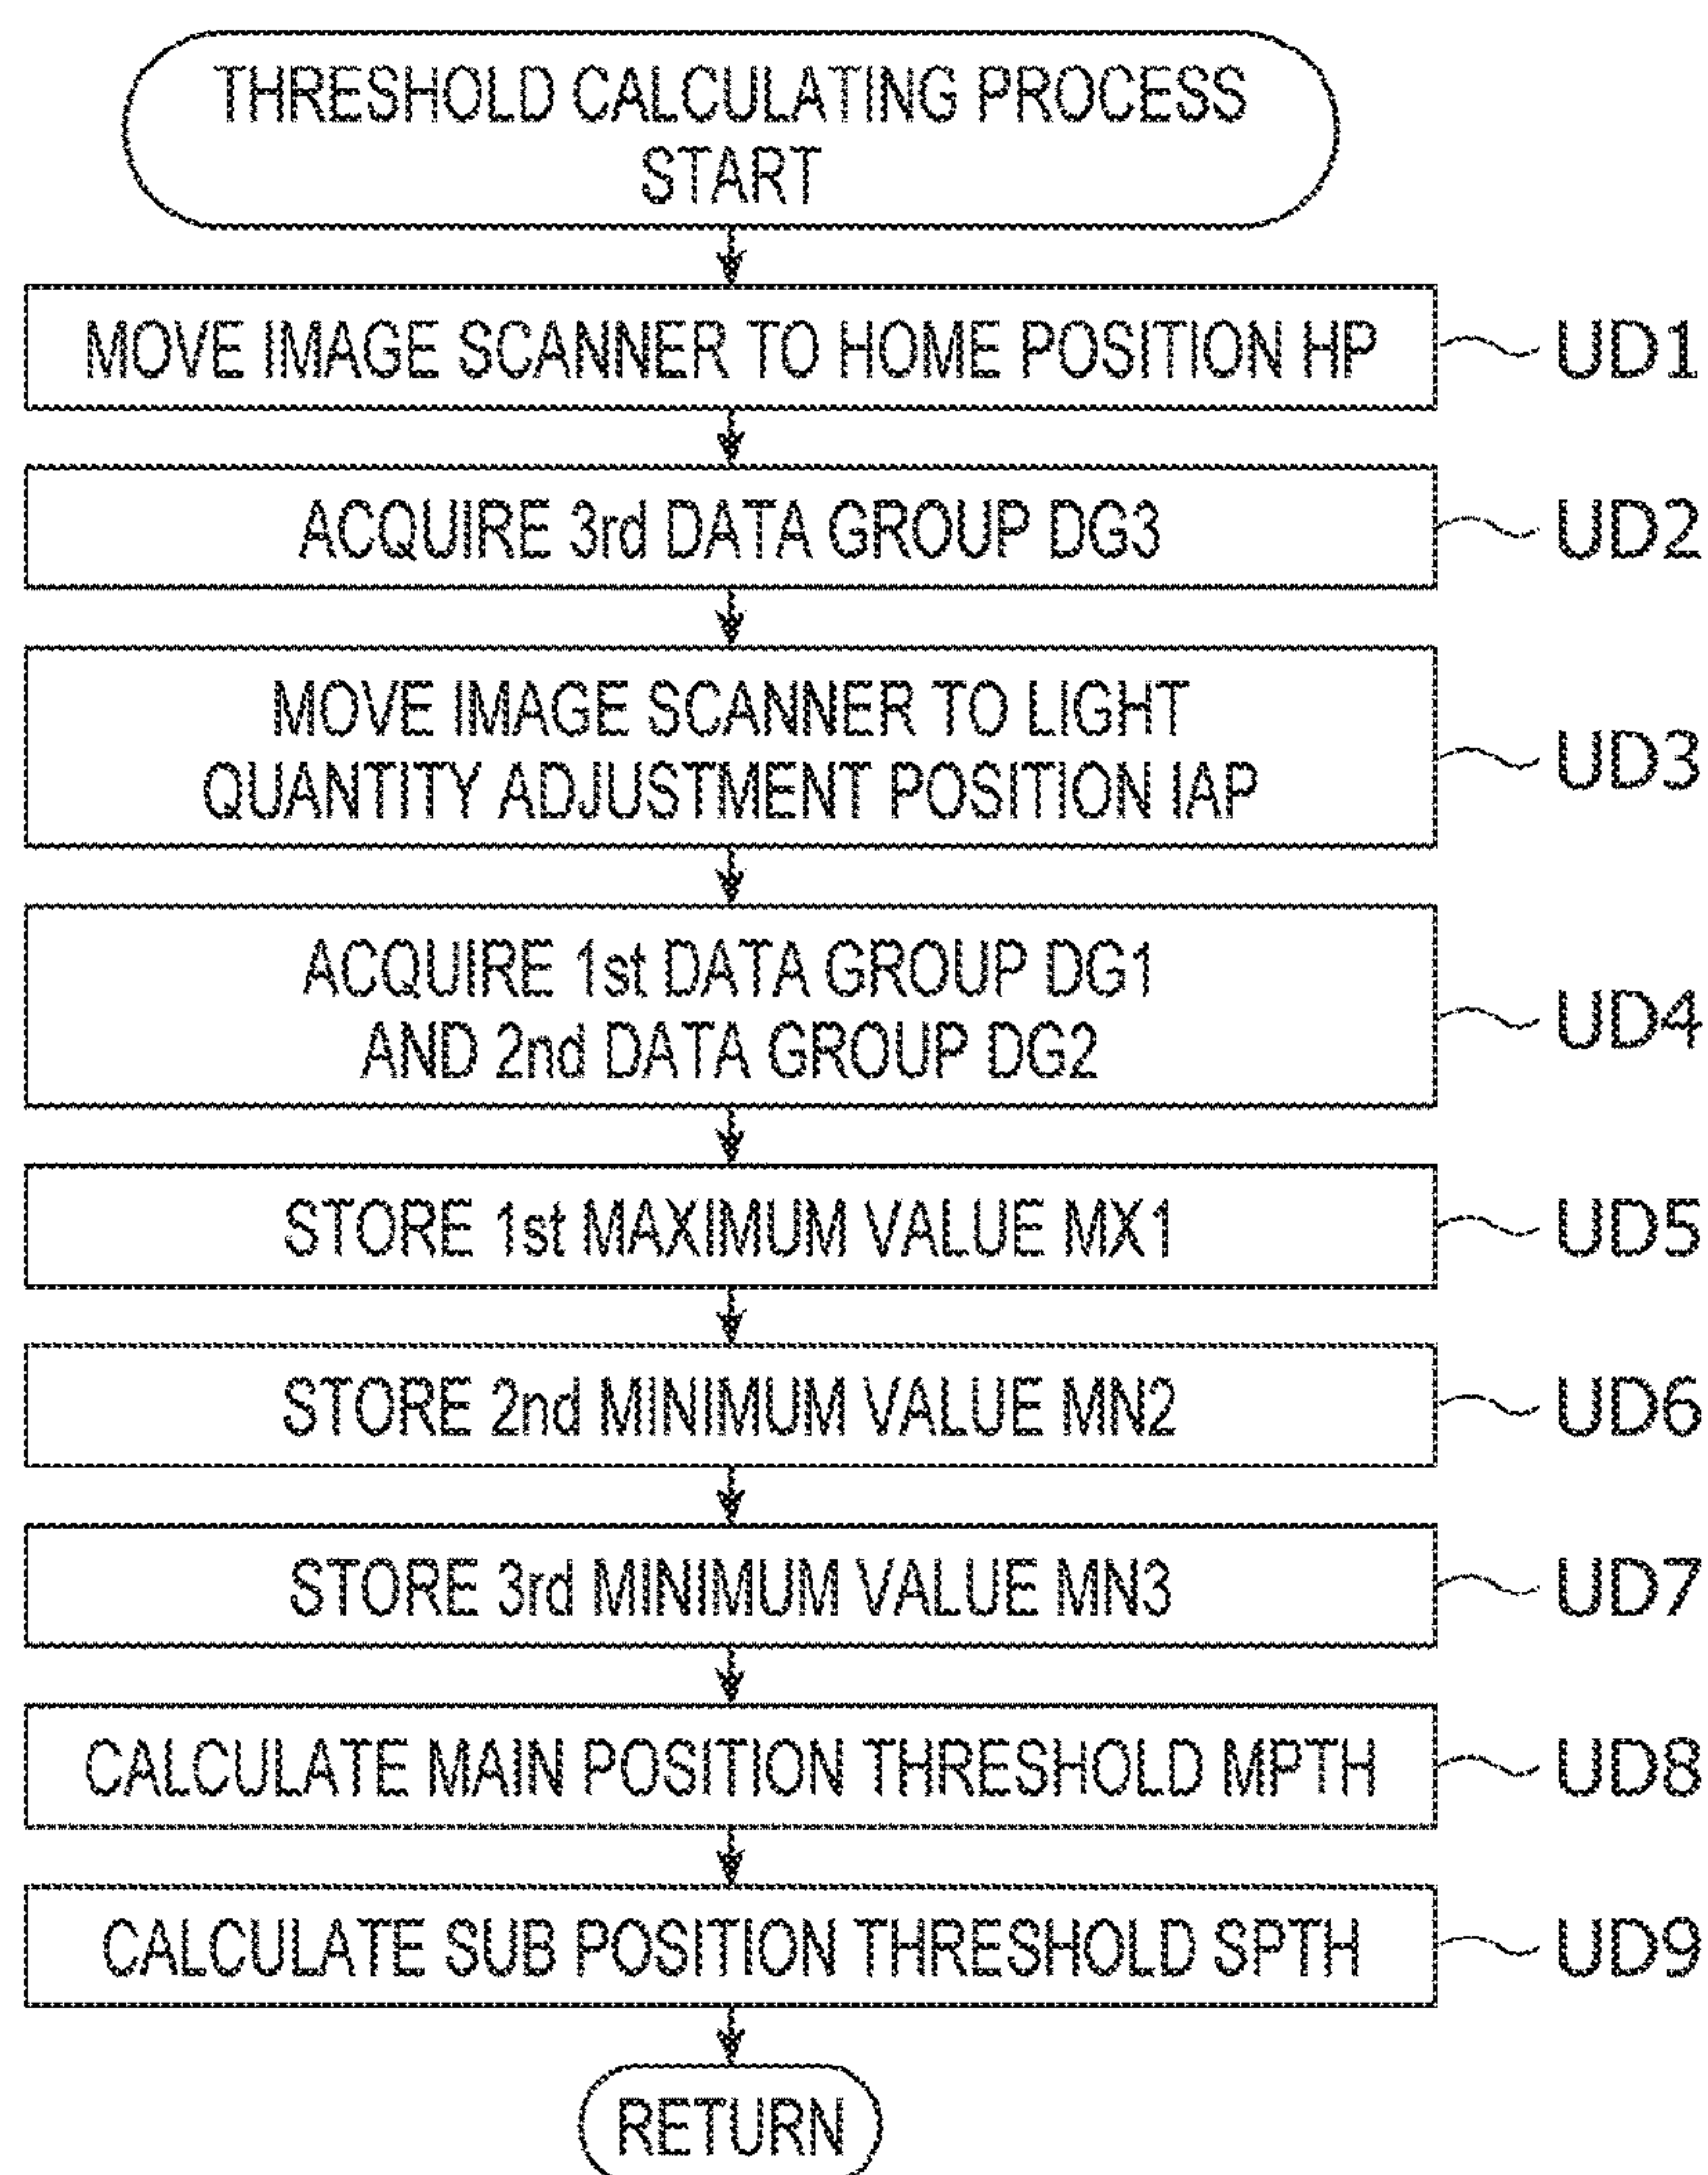 THRESHOLD CALCULATING PROCESS
START
MOVE IMAGE SCANNER TO HOME POSITION HP
UD1
ACQUIRE 3rd DATA GROUP DG3
UD2
MOVE IMAGE SCANNER TO LIGHT
QUANTITY ADJUSTMENT POSITION IAP
UD3
ACQUIRE 1st DATA GROUP DG1
AND 2nd DATA GROUP DG2
UD4
STORE 1st MAXIMUM VALUE MX1
UD5
STORE 2nd MINIMUM VALUE MN2
UD6
STORE 3rd MINIMUM VALUE MN3
UD7
CALCULATE MAIN POSITION THRESHOLD MPTH
UD8
CALCULATE SUB POSITION THRESHOLD SPTH
UD9
RETURN